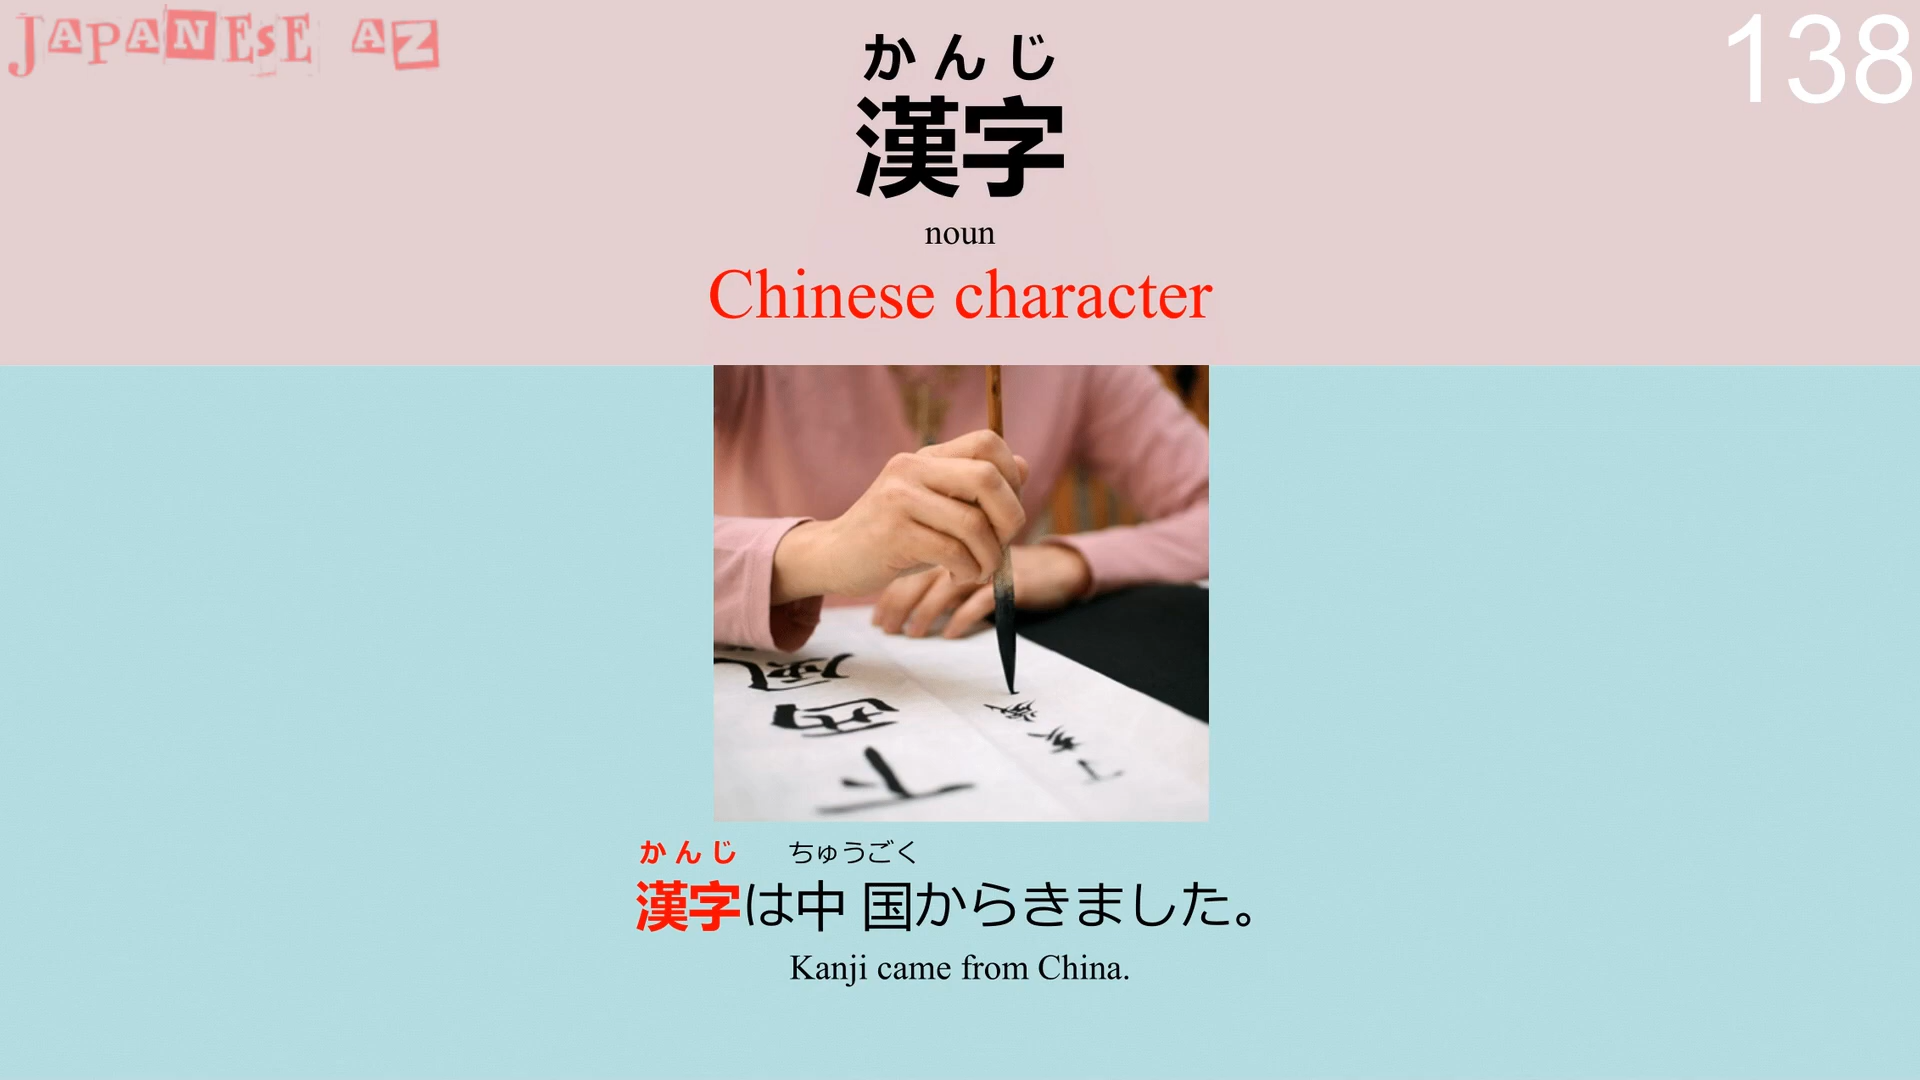 JAPANESE AZ
138
かんじ
漢字
noun
Chinese character
かんじ ちゅうごく
漢字は中国からきました。
Kanji came from China.